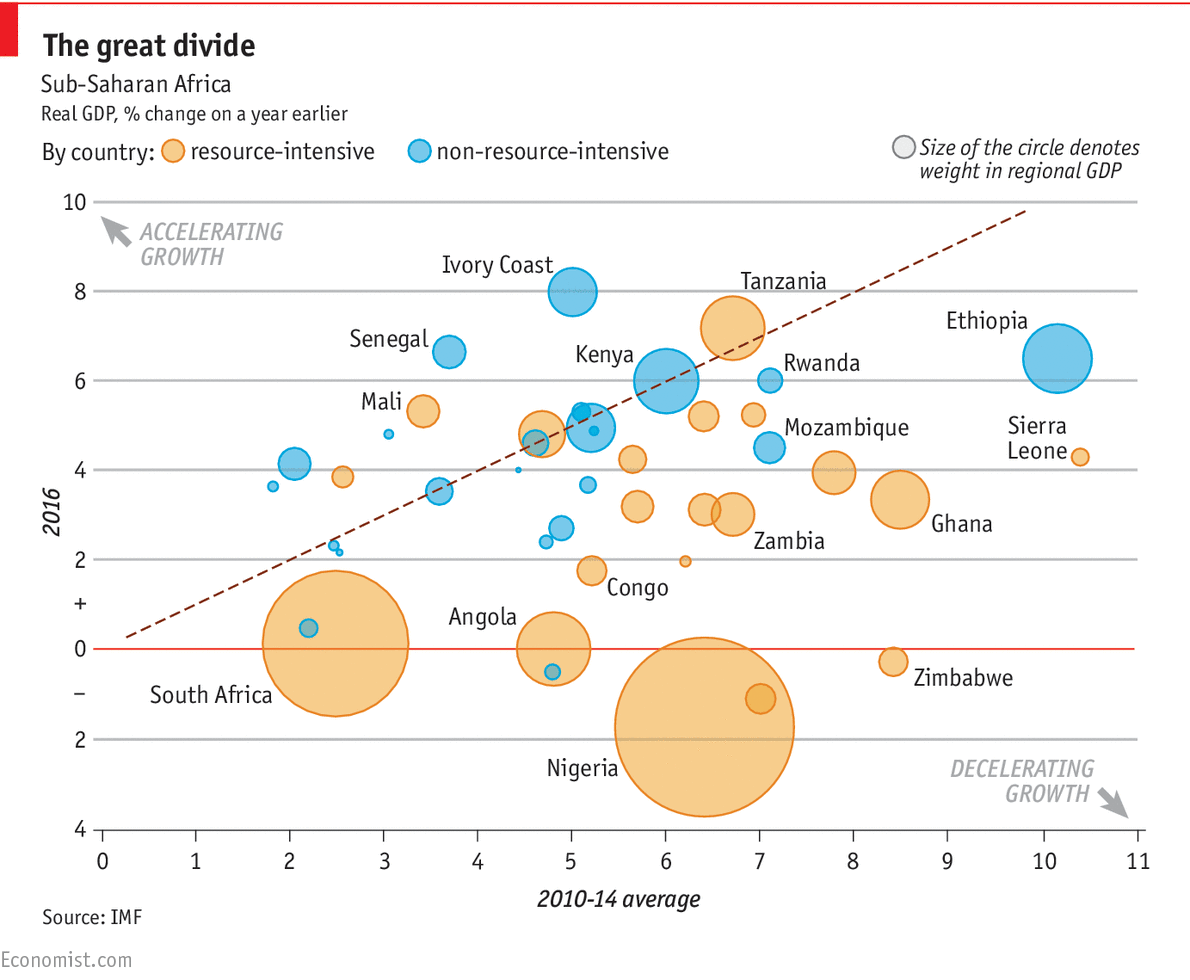 The great divide
Sub-Saharan Africa
Real GDP, % change on a year earlier
By country: resource-intensive non-resource-intensive
Size of the circle denotes
weight in regional GDP
10
ACCELERATING
GROWTH
Ivory Coast
Tanzania
8
Ethiopia
Senegal
Kenya
Rwanda
6
Mali
Mozambique
Sierra
Leone
4
2016
Ghana
Zambia
2
Congo
+
Angola
0
Zimbabwe
South Africa
–
2
Nigeria
DECELERATING
GROWTH
4
0 1 2 3 4 5 6 7 8 9 10 11
2010-14 average
Source: IMF
Economist.com